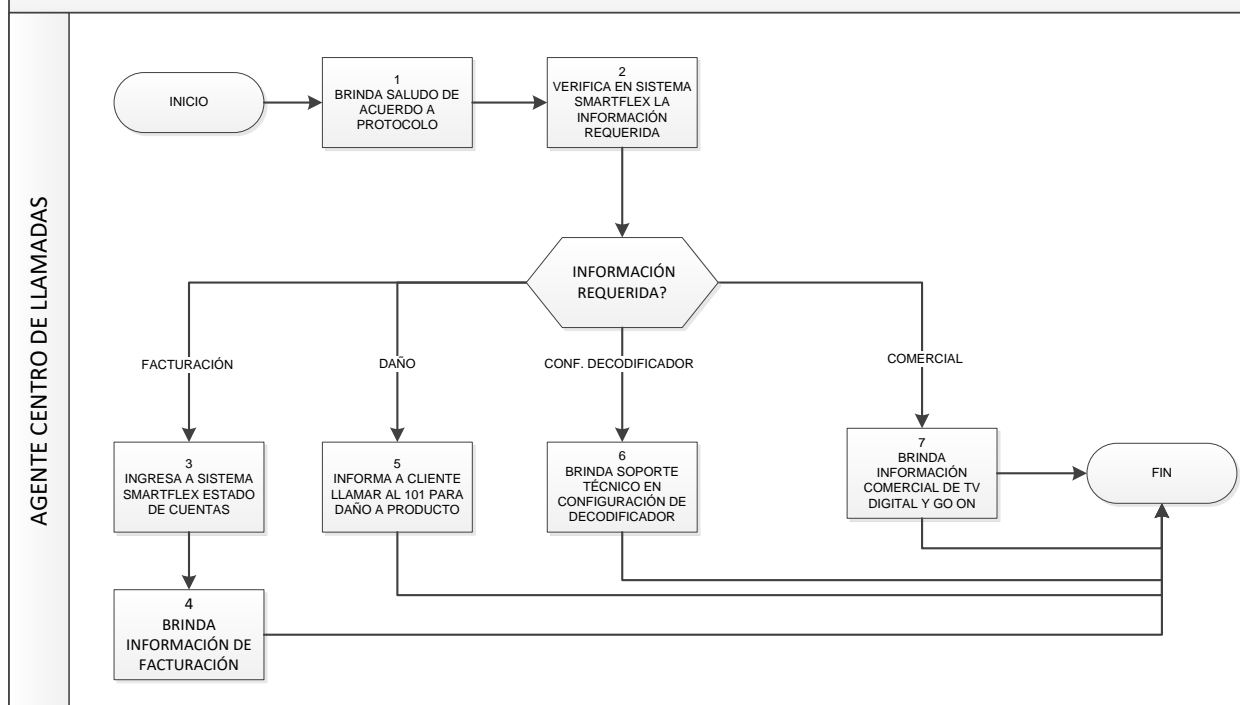 AGENTE CENTRO DE LLAMADAS
INICIO
1
BRINDA SALUDO DE
ACUERDO A
PROTOCOLO
2
VERIFICA EN SISTEMA
SMARTFLEX LA
INFORMACIÓN
REQUERIDA
INFORMACIÓN
REQUERIDA?
FACTURACIÓN
DAÑO
CONF. DECODIFICADOR
COMERCIAL
3
INGRESA A SISTEMA
SMARTFLEX ESTADO
DE CUENTAS
5
INFORMA A CLIENTE
LLAMAR AL 101 PARA
DAÑO A PRODUCTO
6
BRINDA SOPORTE
TÉCNICO EN
CONFIGURACIÓN DE
DECODIFICADOR
7
BRINDA
INFORMACIÓN
COMERCIAL DE TV
DIGITAL Y GO ON
FIN
4
BRINDA
INFORMACIÓN DE
FACTURACIÓN